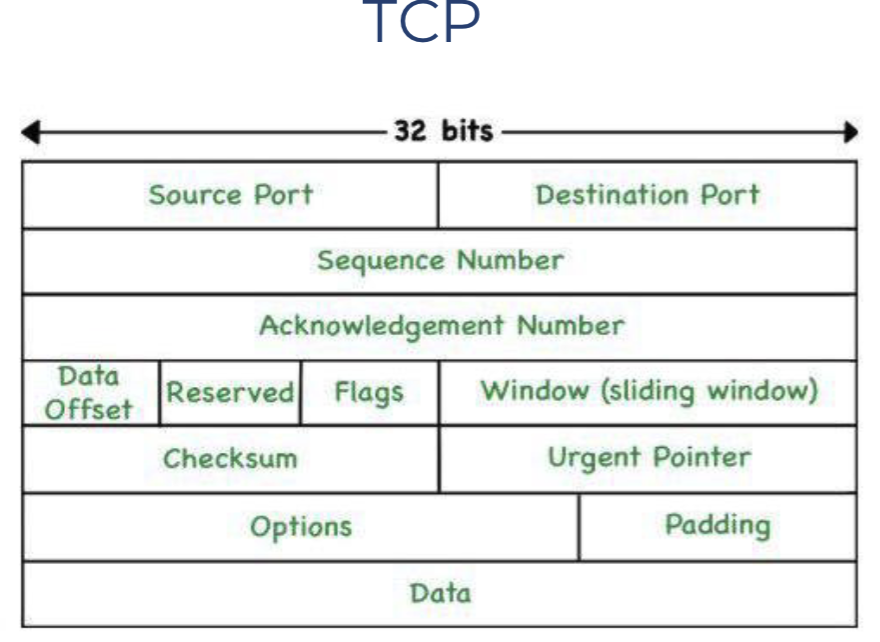 TCP
32 bits
Source Port Destination Port
Sequence Number
Acknowledgement Number
Data Offset Reserved Flags Window (sliding window)
Checksum Urgent Pointer
Options Padding
Data